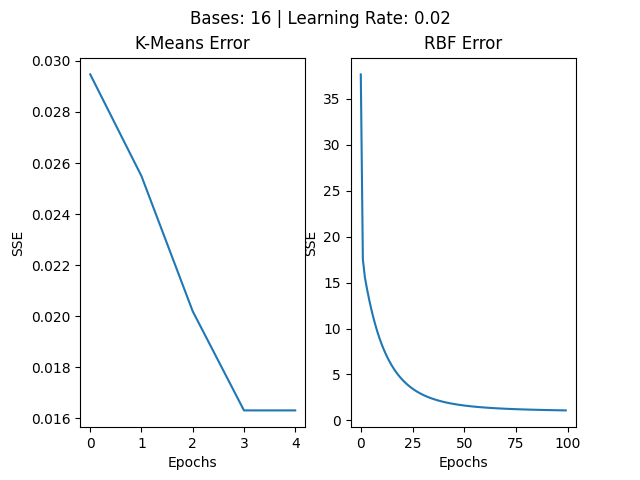 Bases: 16 | Learning Rate: 0.02
K-Means Error
0.030
0.028
0.026
0.024
0.022
0.020
0.018
0.016
SSE
0 1 2 3 4
Epochs
RBF Error
35
30
25
20
15
10
5
0
SSE
0 25 50 75 100
Epochs